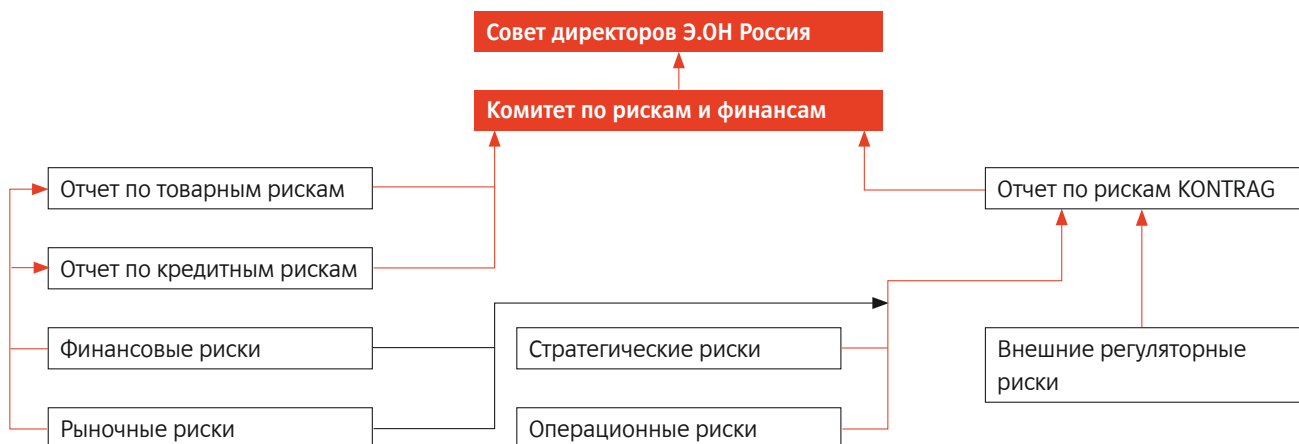 Совет директоров Э.ОН Россия
Комитет по рискам и финансам
Отчет по товарным рискам
Отчет по рискам KONTRAG
Отчет по кредитным рискам
Финансовые риски
Стратегические риски
Внешние регуляторные
риски
Рыночные риски
Операционные риски